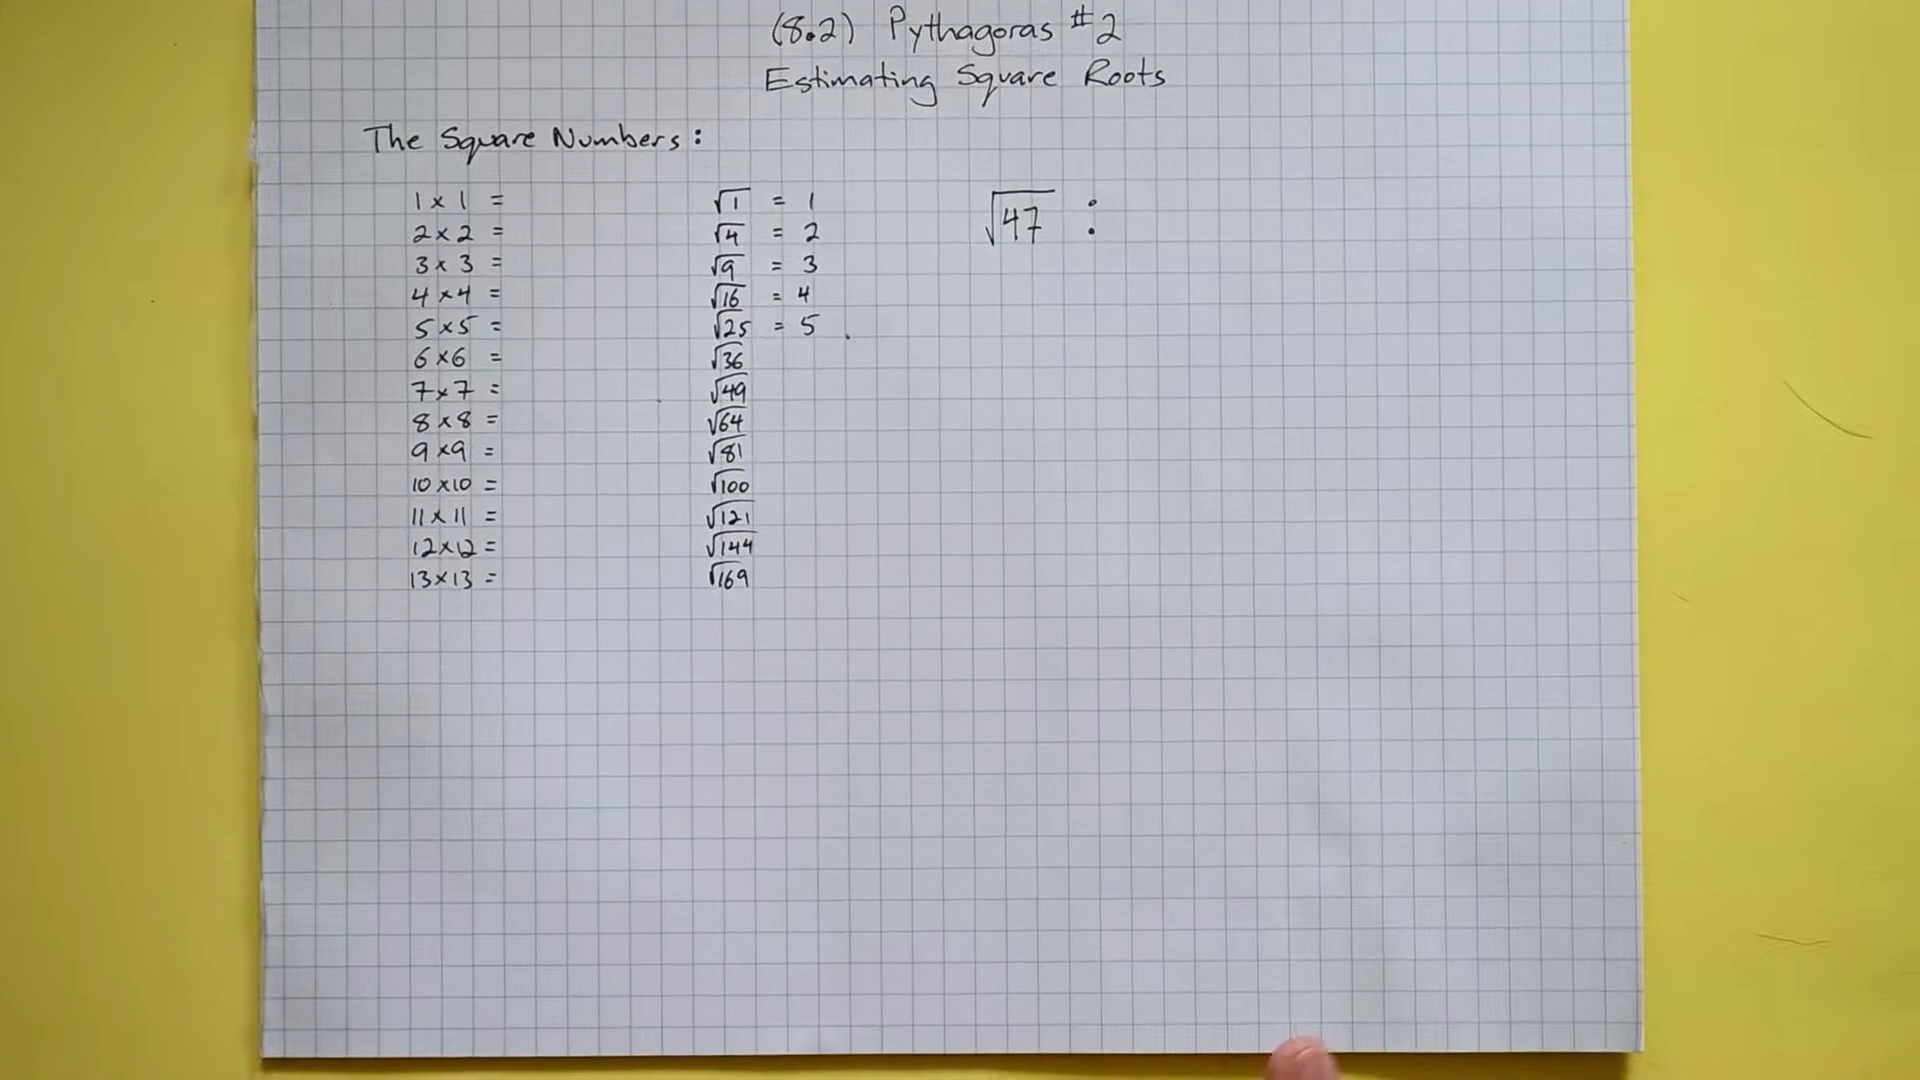 (8.2) Pythagoras #2
Estimating Square Roots
The Square Numbers:
1 x 1 =
2 x 2 =
3 x 3 =
4 x 4 =
5 x 5 =
6 x 6 =
7 x 7 =
8 x 8 =
9 x 9 =
10 x 10 =
11 x 11 =
12 x 12 =
13 x 13 =
√1 = 1
√4 = 2
√9 = 3
√16 = 4
√25 = 5
√36
√49
√64
√81
√100
√121
√144
√169
√47 :